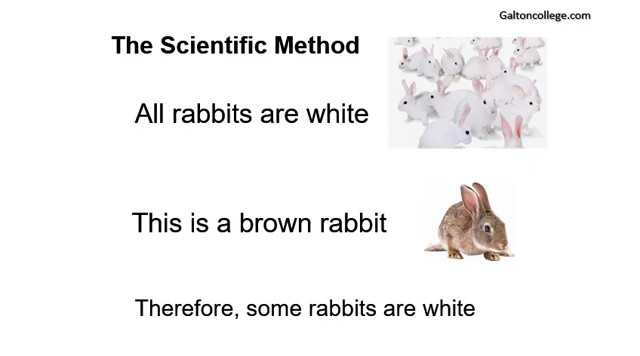 Galtoncollege.com
The Scientific Method
All rabbits are white
This is a brown rabbit
Therefore, some rabbits are white